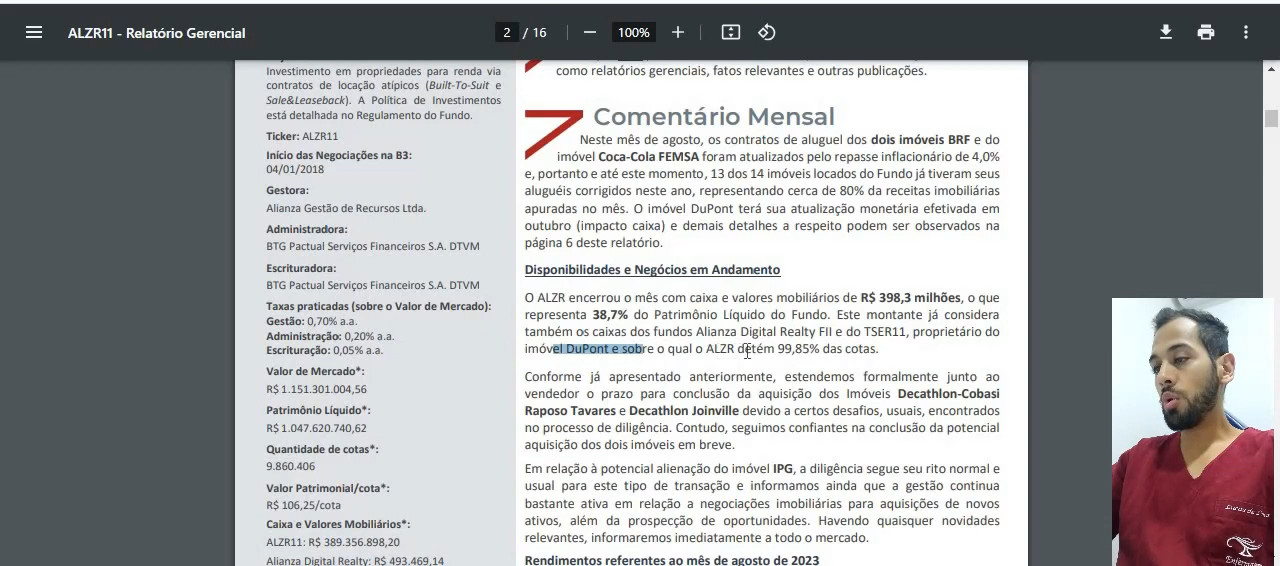 ALZR11 - Relatório Gerencial
2 / 16
100%
Investimento em propriedades para renda via
contratos de locação atípicos (Built-To-Suit e
Sale&Leaseback). A Política de Investimentos
está detalhada no Regulamento do Fundo.
Ticker: ALZR11
Início das Negociações na B3:
04/01/2018
Gestora:
Alianza Gestão de Recursos Ltda.
Administradora:
BTG Pactual Serviços Financeiros S.A. DTVM
Escrituradora:
BTG Pactual Serviços Financeiros S.A. DTVM
Taxas praticadas (sobre o Valor de Mercado):
Gestão: 0,70% a.a.
Administração: 0,20% a.a.
Escrituração: 0,05% a.a.
Valor de Mercado*:
R$ 1.151.301.004,56
Patrimônio Líquido*:
R$ 1.047.620.740,62
Quantidade de cotas*:
9.860.406
Valor Patrimonial/cota*:
R$ 106,25/cota
Caixa e Valores Mobiliários*:
ALZR11: R$ 389.356.898,20
Alianza Digital Realty: R$ 493.469,14
como relatórios gerenciais, fatos relevantes e outras publicações.
Comentário Mensal
Neste mês de agosto, os contratos de aluguel dos dois imóveis BRF e do
imóvel Coca-Cola FEMSA foram atualizados pelo repasse inflacionário de 4,0%
e, portanto e até este momento, 13 dos 14 imóveis locados do Fundo já tiveram seus
aluguéis corrigidos neste ano, representando cerca de 80% da receitas imobiliárias
apuradas no mês. O imóvel DuPont terá sua atualização monetária efetivada em
outubro (impacto caixa) e demais detalhes a respeito podem ser observados na
página 6 deste relatório.
Disponibilidades e Negócios em Andamento
O ALZR encerrou o mês com caixa e valores mobiliários de R$ 398,3 milhões, o que
representa 38,7% do Patrimônio Líquido do Fundo. Este montante já considera
também os caixas dos fundos Alianza Digital Realty FII e do TSER11, proprietário do
imóvel DuPont e sobre o qual o ALZR detém 99,85% das cotas.
Conforme já apresentado anteriormente, estendemos formalmente junto ao
vendedor o prazo para conclusão da aquisição dos Imóveis Decathlon-Cobasi
Raposo Tavares e Decathlon Joinville devido a certos desafios, usuais, encontrados
no processo de diligência. Contudo, seguimos confiantes na conclusão da potencial
aquisição dos dois imóveis em breve.
Em relação à potencial alienação do imóvel IPG, a diligência segue seu rito normal e
usual para este tipo de transação e informamos ainda que a gestão continua
bastante ativa em relação a negociações imobiliárias para aquisições de novos
ativos, além da prospecção de oportunidades. Havendo quaisquer novidades
relevantes, informaremos imediatamente a todo o mercado.
Rendimentos referentes ao mês de agosto de 2023